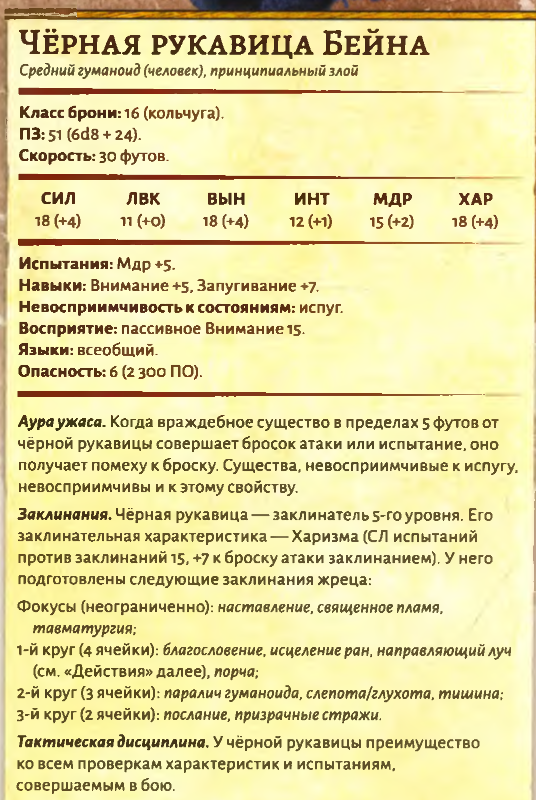 Чёрная рукавица Бейна
Средний гуманоид (человек), принципиальный злой
Класс брони: 16 (кольчуга).
ПЗ: 51 (6d8 + 24).
Скорость: 30 футов.
СИЛ ЛВК ВЫН ИНТ МДР ХАР
18 (+4) 11 (+0) 18 (+4) 12 (+1) 15 (+2) 18 (+4)
Испытания: Мдр +5.
Навыки: Внимание +5, Запугивание +7.
Невосприимчивость к состояниям: испуг.
Восприятие: пассивное Внимание 15.
Языки: всеобщий.
Опасность: 6 (2 300 ПО).
Аура ужаса. Когда враждебное существо в пределах 5 футов от
чёрной рукавицы совершает бросок атаки или испытание, оно
получает помеху к броску. Существа, невосприимчивые к испугу,
невосприимчивы и к этому свойству.
Заклинания. Чёрная рукавица — заклинатель 5-го уровня. Его
заклинательная характеристика — Харизма (СЛ испытаний
против заклинаний 15, +7 к броску атаки заклинанием). У него
подготовлены следующие заклинания жреца:
Фокусы (неограниченно): наставление, священное пламя,
тавматургия;
1-й круг (4 ячейки): благословение, исцеление ран, направляющий луч
(см. «Действия» далее), порча;
2-й круг (3 ячейки): паралич гуманоида, слепота/глухота, тишина;
3-й круг (2 ячейки): послание, призрачные стражи.
Тактическая дисциплина. У чёрной рукавицы преимущество
ко всем проверкам характеристик и испытаниям,
совершаемым в бою.